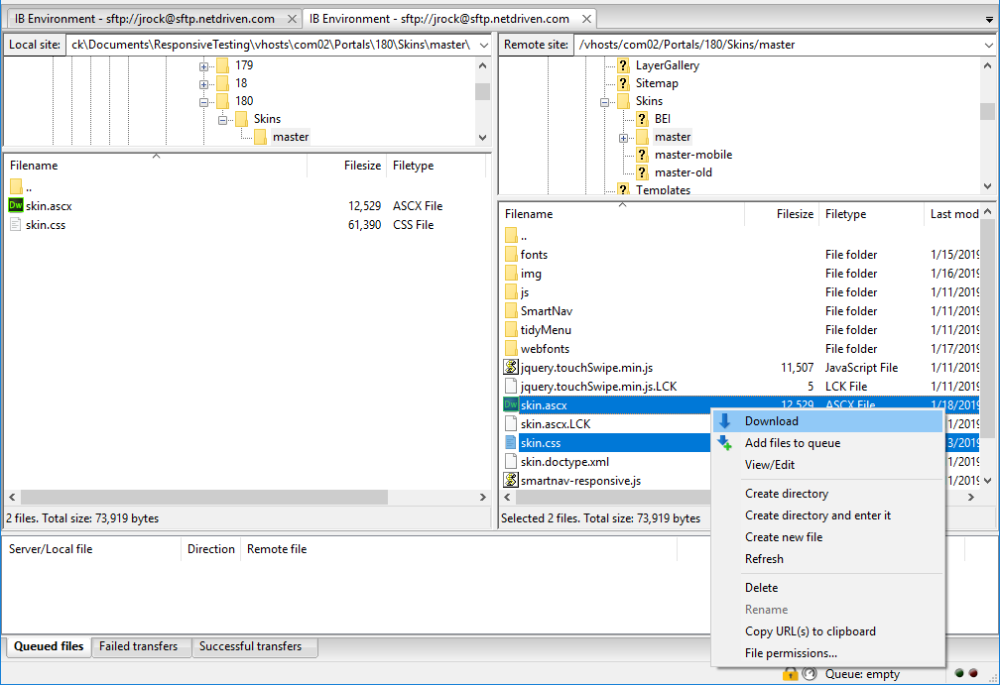 IB Environment - sftp://jrock@sftp.netdriven.com
IB Environment - sftp://jrock@sftp.netdriven.com
Local site: ck\Documents\ResponsiveTesting\vhosts\com02\Portals\180\Skins\master\
179
18
180
Skins
master
Filename Filesize Filetype
..
Dw skin.ascx 12,529 ASCX File
skin.css 61,390 CSS File
2 files. Total size: 73,919 bytes
Remote site: /vhosts/com02/Portals/180/Skins/master
? LayerGallery
? Sitemap
Skins
? BEI
master
? master-mobile
? master-old
? Templates
Filename Filesize Filetype Last mod
..
fonts File folder 1/15/2019
img File folder 1/16/2019
js File folder 1/11/2019
SmartNav File folder 1/11/2019
tidyMenu File folder 1/11/2019
webfonts File folder 1/17/2019
jquery.touchSwipe.min.js 11,507 JavaScript File 1/11/2019
jquery.touchSwipe.min.js.LCK 5 LCK File 1/11/2019
Dw skin.ascx 12,529 ASCX File 1/18/2019
skin.ascx.LCK 1/2019
skin.css 3/2019
skin.doctype.xml 1/2019
smartnav-responsive.js 1/2019
Selected 2 files. Total size: 73,919 bytes
Download
Add files to queue
View/Edit
Create directory
Create directory and enter it
Create new file
Refresh
Delete
Rename
Copy URL(s) to clipboard
File permissions...
Server/Local file Direction Remote file
Queued files Failed transfers Successful transfers
Queue: empty